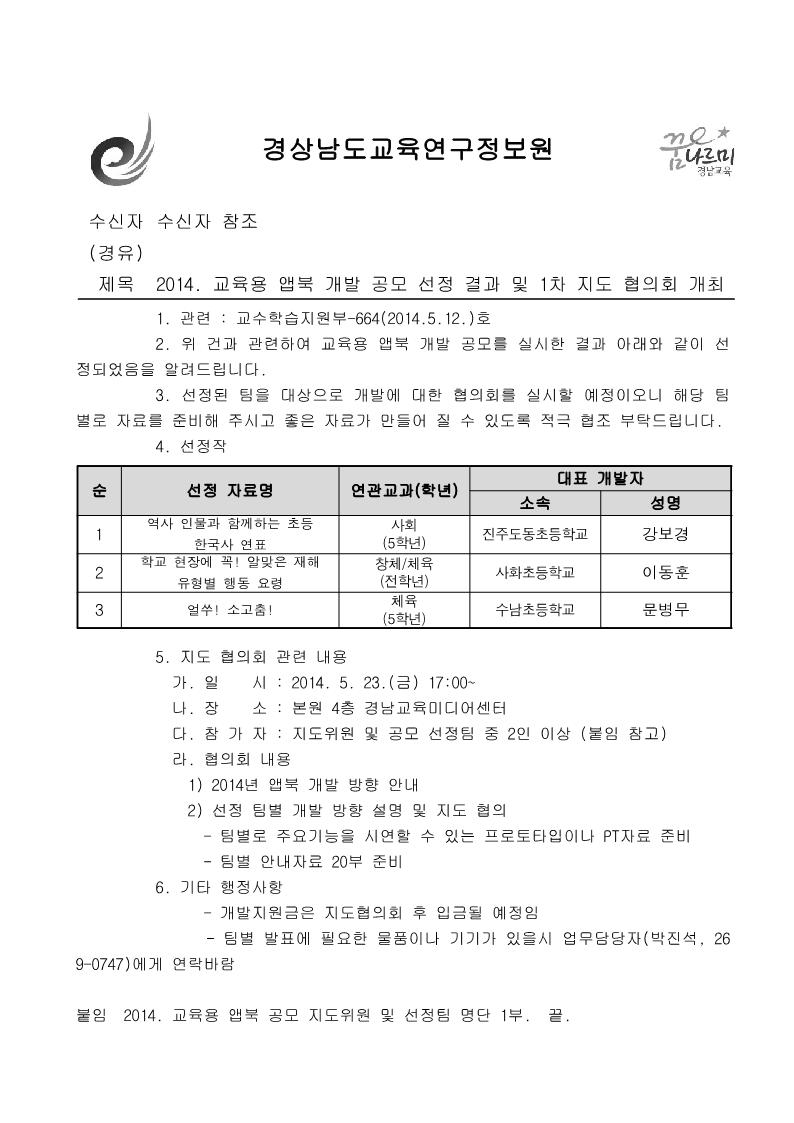 경상남도교육연구정보원
꿈은
나르미
경남교육
수신자 수신자 참조
(경유)
제목 2014. 교육용 앱북 개발 공모 선정 결과 및 1차 지도 협의회 개최
1. 관련 : 교수학습지원부-664(2014.5.12.)호
2. 위 건과 관련하여 교육용 앱북 개발 공모를 실시한 결과 아래와 같이 선
정되었음을 알려드립니다.
3. 선정된 팀을 대상으로 개발에 대한 협의회를 실시할 예정이오니 해당 팀
별로 자료를 준비해 주시고 좋은 자료가 만들어 질 수 있도록 적극 협조 부탁드립니다.
4. 선정작
순 선정 자료명 연관교과(학년) 대표 개발자
소속 성명
1 역사 인물과 함께하는 초등 한국사 연표 사회 (5학년) 진주도동초등학교 강보경
2 학교 현장에 꼭! 알맞은 재해 유형별 행동 요령 창체/체육 (전학년) 사화초등학교 이동훈
3 얼쑤! 소고춤! 체육 (5학년) 수남초등학교 문병무
5. 지도 협의회 관련 내용
가. 일 시 : 2014. 5. 23.(금) 17:00~
나. 장 소 : 본원 4층 경남교육미디어센터
다. 참 가 자 : 지도위원 및 공모 선정팀 중 2인 이상 (붙임 참고)
라. 협의회 내용
1) 2014년 앱북 개발 방향 안내
2) 선정 팀별 개발 방향 설명 및 지도 협의
- 팀별로 주요기능을 시연할 수 있는 프로토타입이나 PT자료 준비
- 팀별 안내자료 20부 준비
6. 기타 행정사항
- 개발지원금은 지도협의회 후 입금될 예정임
- 팀별 발표에 필요한 물품이나 기기가 있을시 업무담당자(박진석, 26
9-0747)에게 연락바람
붙임 2014. 교육용 앱북 공모 지도위원 및 선정팀 명단 1부. 끝.